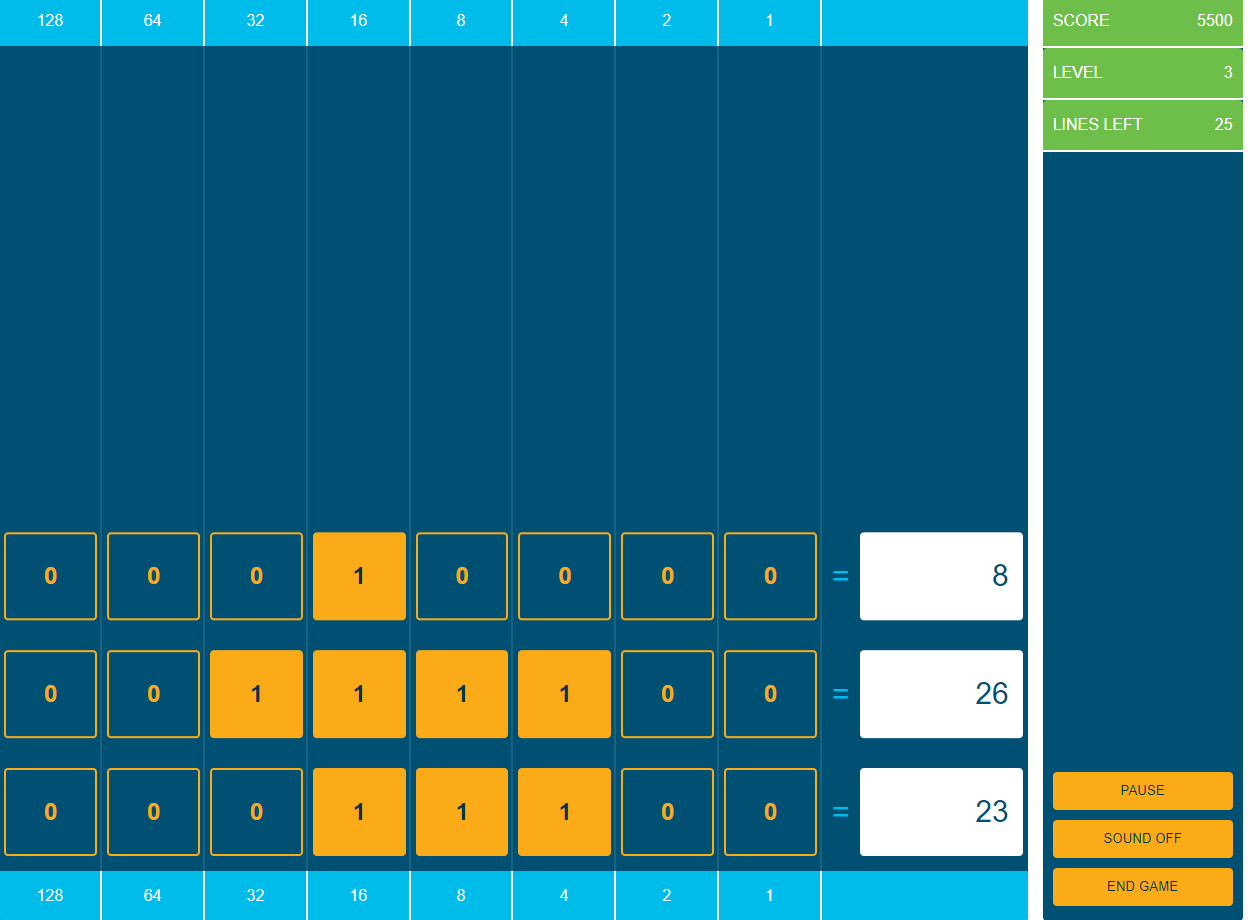 128 64 32 16 8 4 2 1
SCORE 5500
LEVEL 3
LINES LEFT 25
0 0 0 1 0 0 0 0 = 8
0 0 1 1 1 1 0 0 = 26
0 0 0 1 1 1 0 0 = 23
PAUSE
SOUND OFF
END GAME
128 64 32 16 8 4 2 1